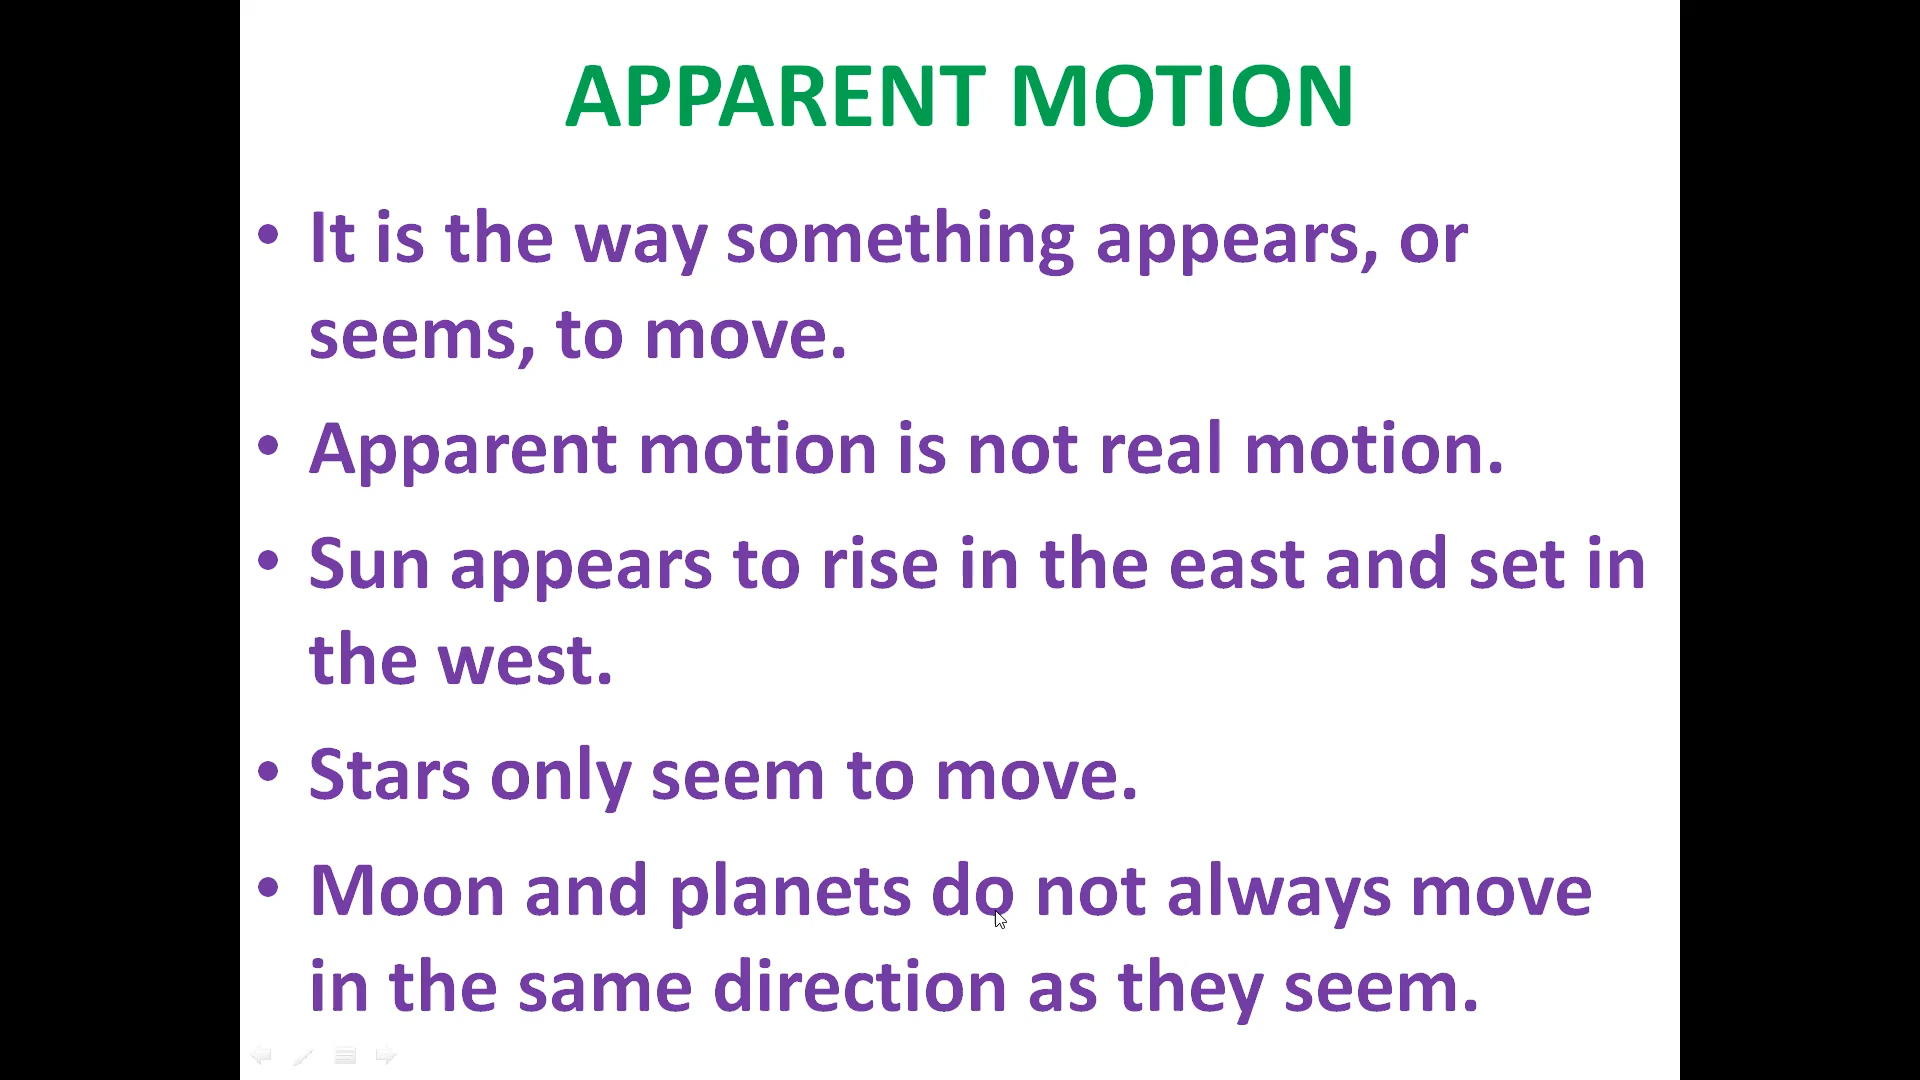 APPARENT MOTION
• It is the way something appears, or
seems, to move.
• Apparent motion is not real motion.
• Sun appears to rise in the east and set in
the west.
• Stars only seem to move.
• Moon and planets do not always move
in the same direction as they seem.